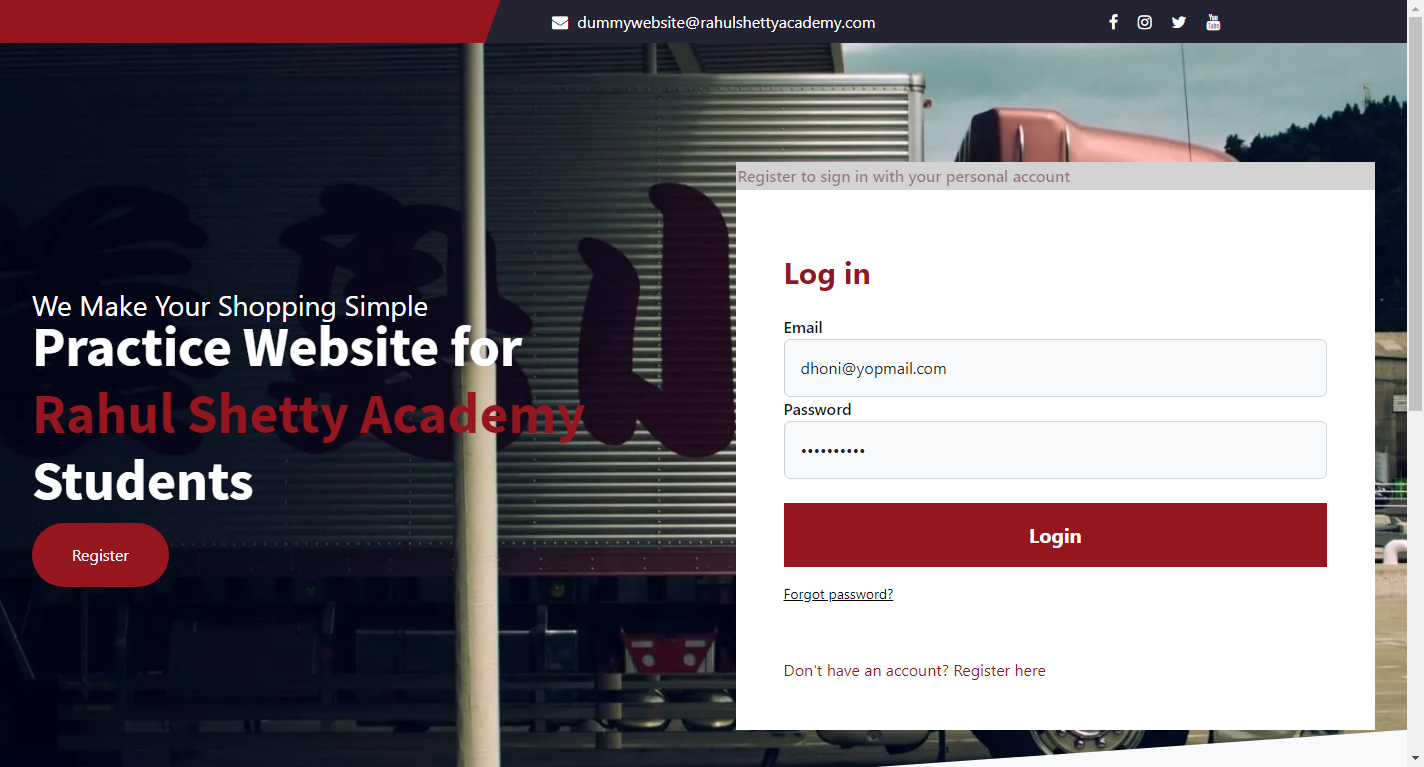 dummywebsite@rahulshettyacademy.com
We Make Your Shopping Simple
Practice Website for
Rahul Shetty Academy
Students
Register
Register to sign in with your personal account
Log in
Email
dhoni@yopmail.com
Password
••••••••••
Login
Forgot password?
Don't have an account? Register here